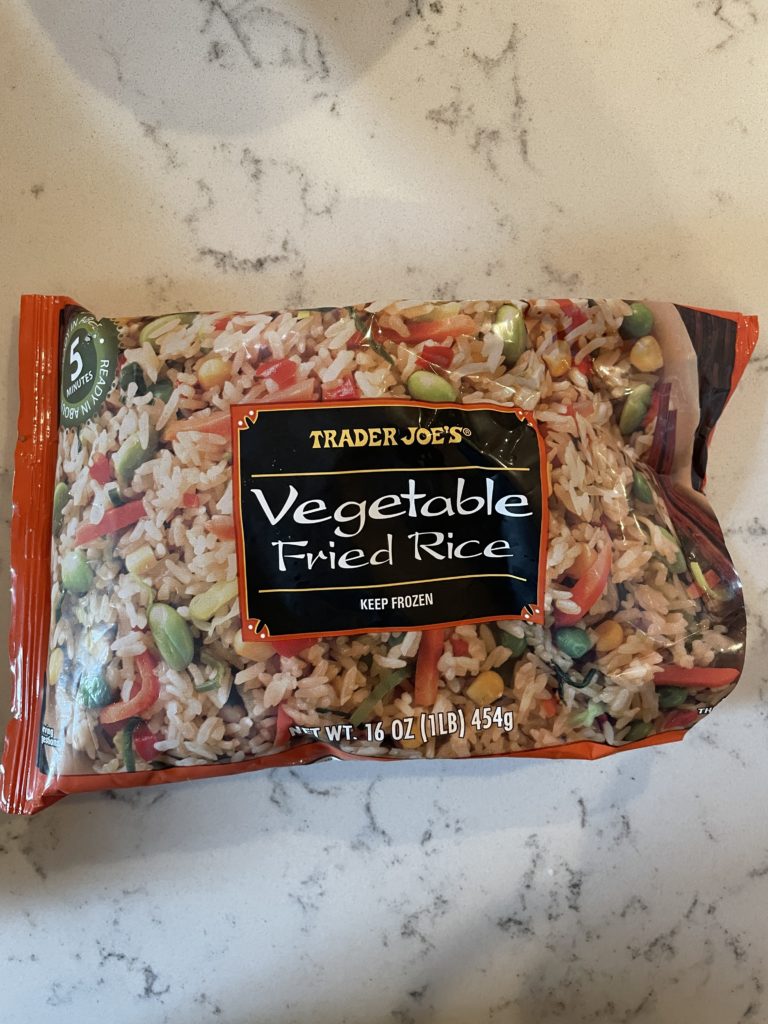 5
MINUTES
READY IN ABOUT
TRADER JOE'S®
Vegetable
Fried Rice
KEEP FROZEN
NET WT. 16 OZ (1LB) 454g